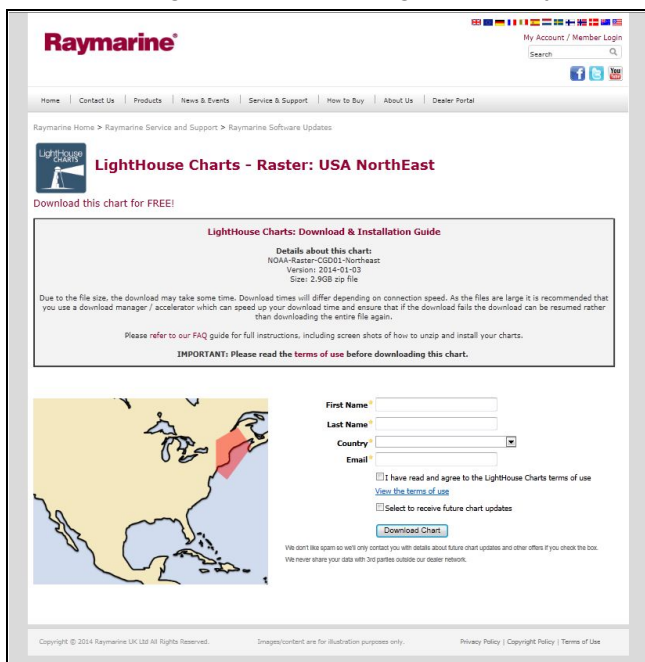 My Account / Member Login
Raymarine®
Search
You
Home | Contact Us | Products | News & Events | Service & Support | How to Buy | About Us | Dealer Portal
Raymarine Home > Raymarine Service and Support > Raymarine Software Updates
LightHouse
CHARTS
LightHouse Charts - Raster: USA NorthEast
Download this chart for FREE!
LightHouse Charts: Download & Installation Guide
Details about this chart:
NOAA-Raster-CGD01-Northeast
Version: 2014-01-03
Size: 2.9GB zip file
Due to the file size, the download may take some time. Download times will differ depending on connection speed. As the files are large it is recommended that
you use a download manager / accelerator which can speed up your download time and ensure that if the download fails the download can be resumed rather
than downloading the entire file again.
Please refer to our FAQ guide for full instructions, including screen shots of how to unzip and install your charts.
IMPORTANT: Please read the terms of use before downloading this chart.
First Name*
Last Name*
Country*
Email*
I have read and agree to the LightHouse Charts terms of use
View the terms of use
Select to receive future chart updates
Download Chart
We don't like spam so we'll only contact you with details about future chart updates and other offers if you check the box.
We never share your data with 3rd parties outside our dealer network.
Copyright © 2014 Raymarine UK Ltd All Rights Reserved. Images/content are for illustration purposes only. Privacy Policy | Copyright Policy | Terms of Use